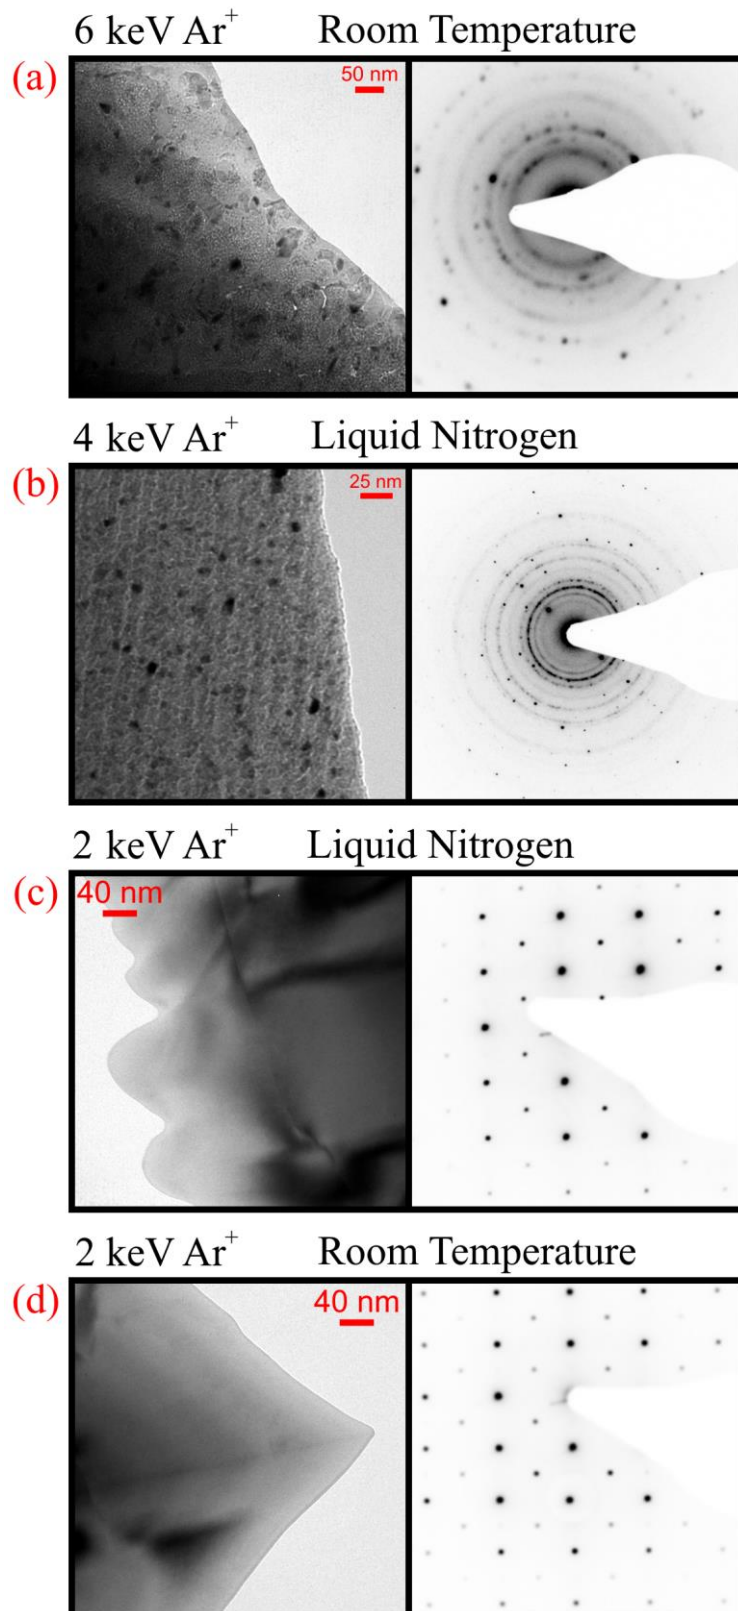 6 keV Ar⁺ Room Temperature
(a)
50 nm
4 keV Ar⁺ Liquid Nitrogen
(b)
25 nm
2 keV Ar⁺ Liquid Nitrogen
(c)
40 nm
2 keV Ar⁺ Room Temperature
(d)
40 nm